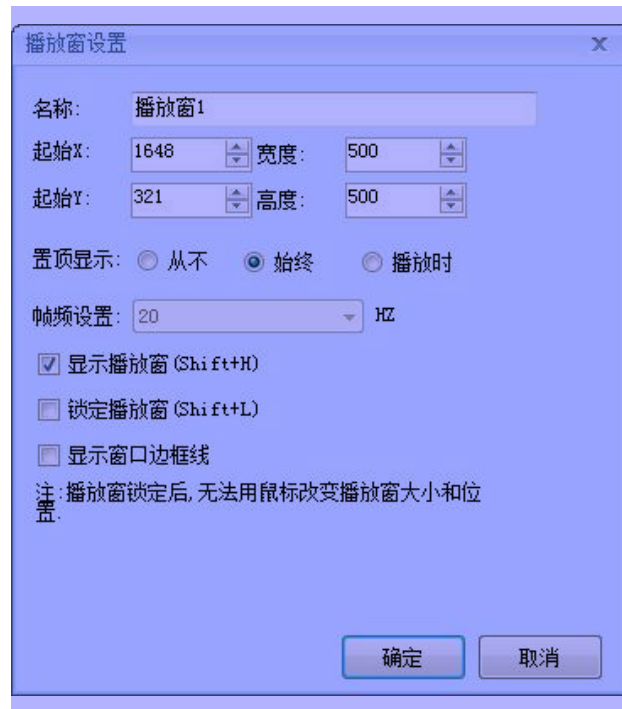 播放窗设置
名称: 播放窗1
起始X: 1648 宽度: 500
起始Y: 321 高度: 500
置顶显示: 从不 始终 播放时
帧频设置: 20 HZ
显示播放窗(Shift+H)
锁定播放窗(Shift+L)
显示窗口边框线
注:播放窗锁定后,无法用鼠标改变播放窗大小和位
置.
确定 取消